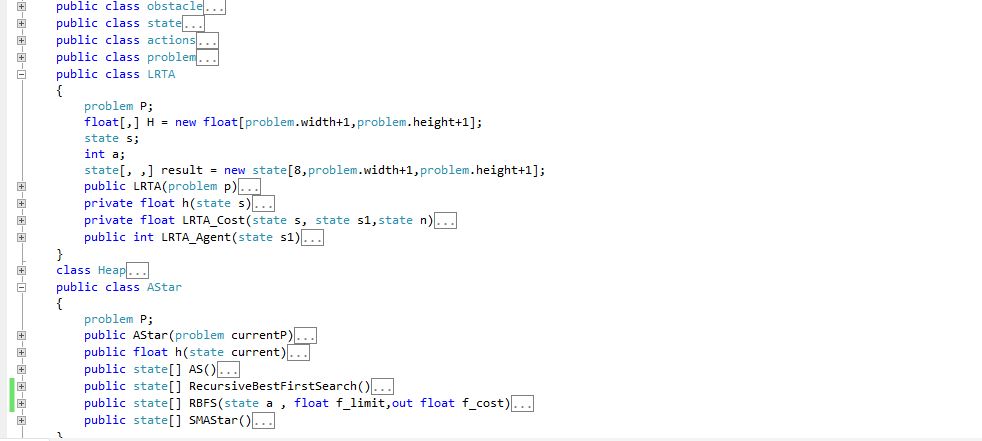 public class obstacle...
public class state...
public class actions...
public class problem...
public class LRTA
{
problem P;
float[,] H = new float[problem.width+1,problem.height+1];
state s;
int a;
state[, ,] result = new state[8,problem.width+1,problem.height+1];
public LRTA(problem p)...
private float h(state s)...
private float LRTA_Cost(state s, state s1,state n)...
public int LRTA_Agent(state s1)...
}
class Heap...
public class AStar
{
problem P;
public AStar(problem currentP)...
public float h(state current)...
public state[] AS()...
public state[] RecursiveBestFirstSearch()...
public state[] RBFS(state a , float f_limit,out float f_cost)...
public state[] SMAStar()...
}